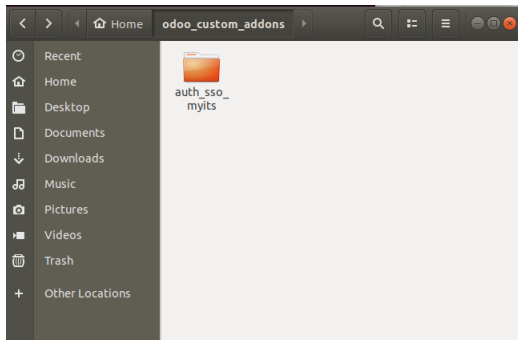 Home odoo_custom_addons
Recent
Home
Desktop
Documents
Downloads
Music
Pictures
Videos
Trash
Other Locations
auth_sso_
myits